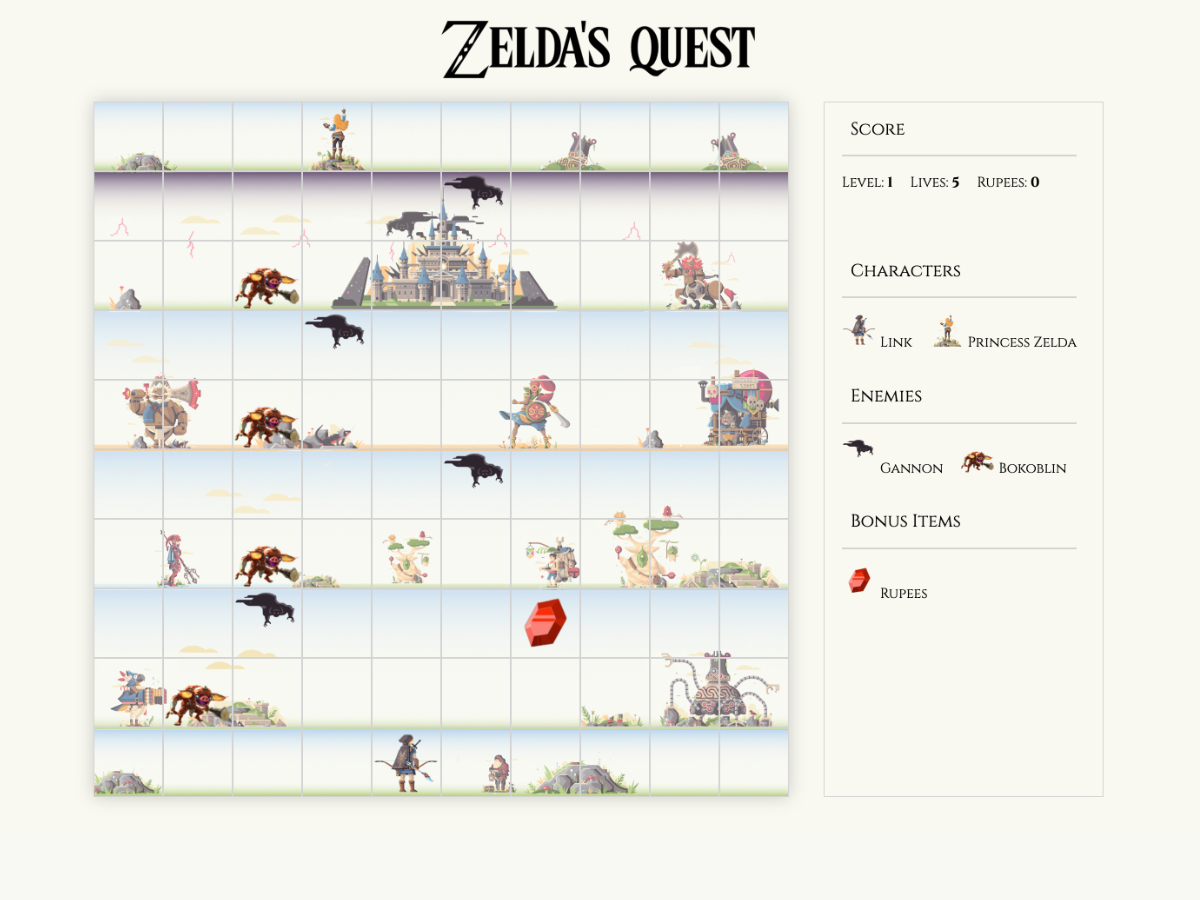 Zelda's Quest
Score
Level: 1 Lives: 5 Rupees: 0
Characters
Link Princess Zelda
Enemies
Gannon Bokoblin
Bonus Items
Rupees